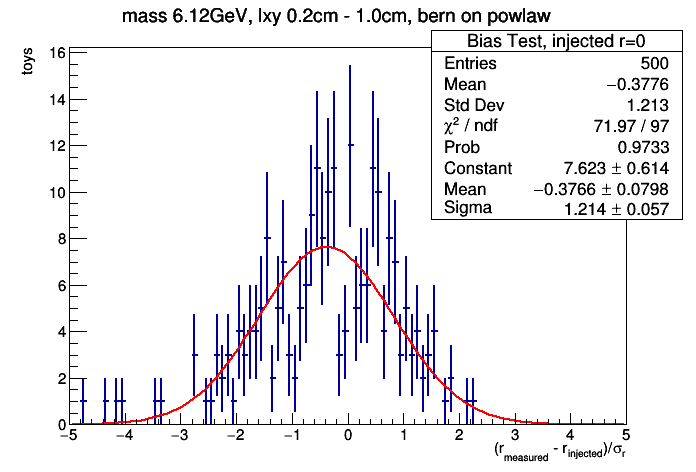 mass 6.12GeV, lxy 0.2cm - 1.0cm, bern on powlaw
Bias Test, injected r=0
Entries 500
Mean −0.3776
Std Dev 1.213
χ² / ndf 71.97 / 97
Prob 0.9733
Constant 7.623 ± 0.614
Mean −0.3766 ± 0.0798
Sigma 1.214 ± 0.057
toys
16
14
12
10
8
6
4
2
0
−5 −4 −3 −2 −1 0 1 2 3 4 5
(r_measured - r_injected)/σ_r